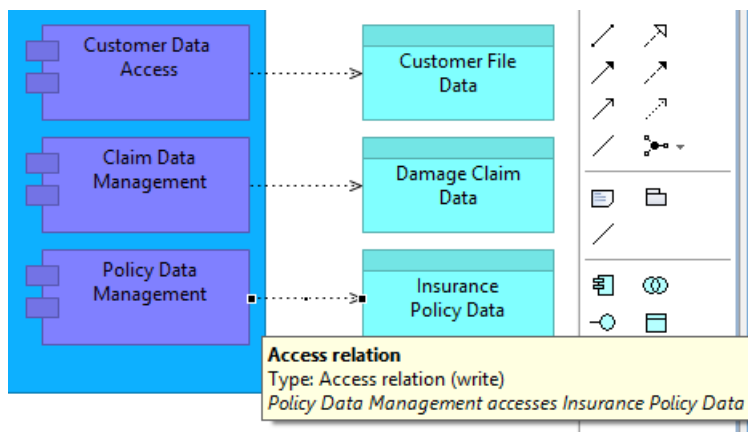 Customer Data
Access
Customer File
Data
Claim Data
Management
Damage Claim
Data
Policy Data
Management
Insurance
Policy Data
Access relation
Type: Access relation (write)
Policy Data Management accesses Insurance Policy Data